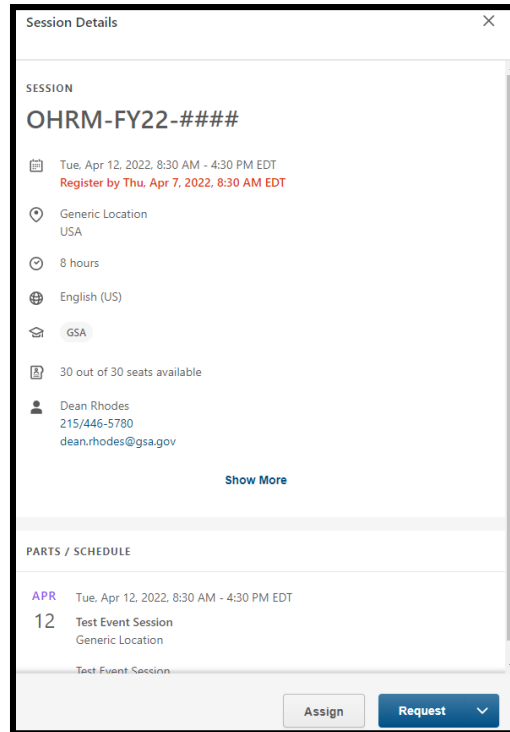 Session Details
SESSION
OHRM-FY22-####
Tue, Apr 12, 2022, 8:30 AM - 4:30 PM EDT
Register by Thu, Apr 7, 2022, 8:30 AM EDT
Generic Location
USA
8 hours
English (US)
GSA
30 out of 30 seats available
Dean Rhodes
215/446-5780
dean.rhodes@gsa.gov
Show More
PARTS / SCHEDULE
APR
12
Tue, Apr 12, 2022, 8:30 AM - 4:30 PM EDT
Test Event Session
Generic Location
Test Event Session
Assign
Request